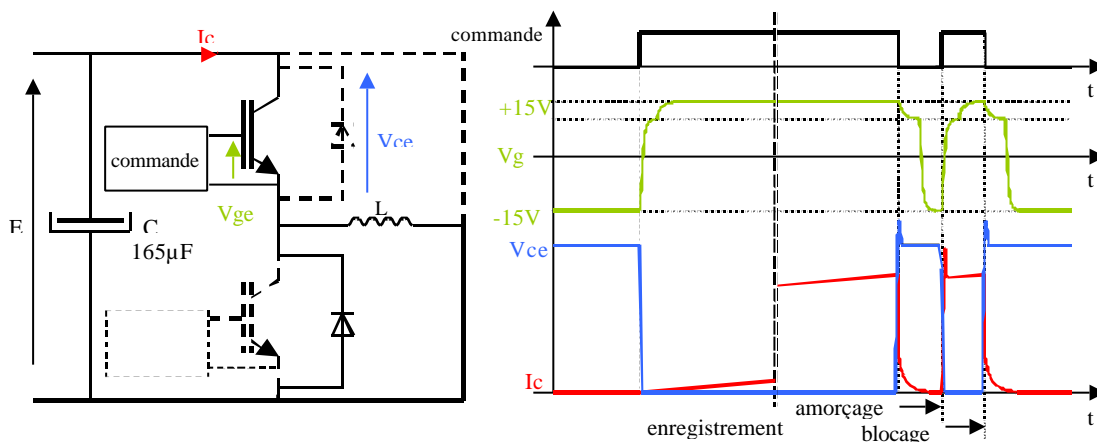 Ic
commande
Vge
Vce
E
C
165µF
L
commande
t
+15V
Vg
t
-15V
Vce
Ic
amorçage
t
enregistrement
blocage